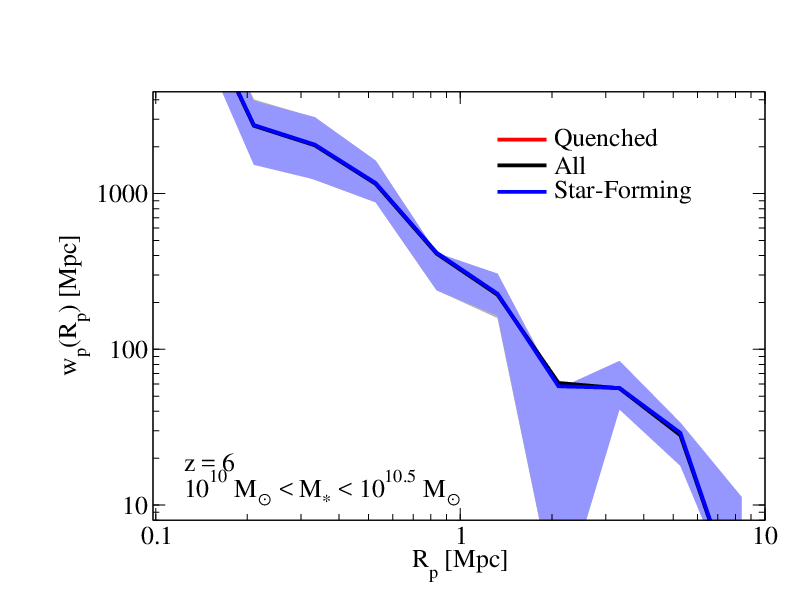 Quenched
All
Star-Forming
1000
100
10
w_p(R_p) [Mpc]
z = 6
10^10 M_⊙ < M_* < 10^10.5 M_⊙
0.1 1 10
R_p [Mpc]